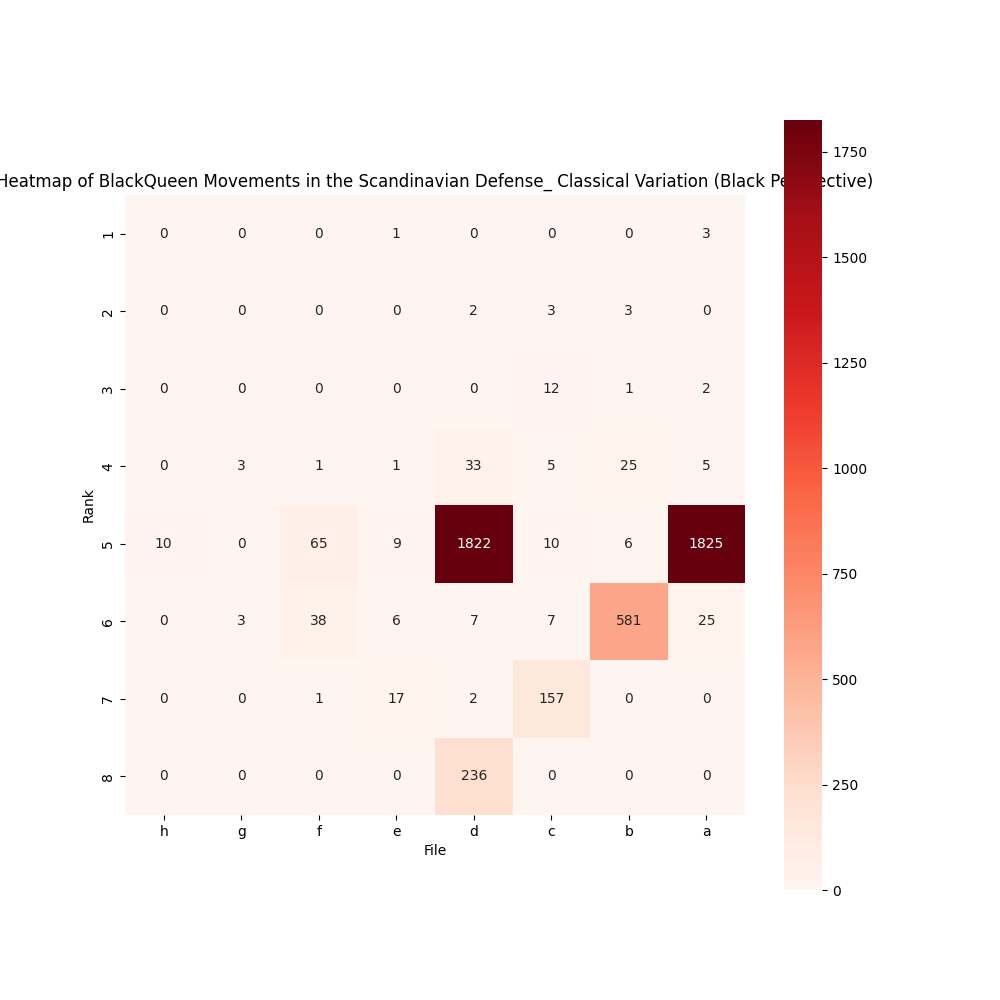 Heatmap of BlackQueen Movements in the Scandinavian Defense_ Classical Variation (Black Pe ective)
1750
1500
1250
1000
750
500
250
0
Rank
1 0 0 0 1 0 0 0 3
2 0 0 0 0 2 3 3 0
3 0 0 0 0 0 12 1 2
4 0 3 1 1 33 5 25 5
5 10 0 65 9 1822 10 6 1825
6 0 3 38 6 7 7 581 25
7 0 0 1 17 2 157 0 0
8 0 0 0 0 236 0 0 0
h g f e d c b a
File